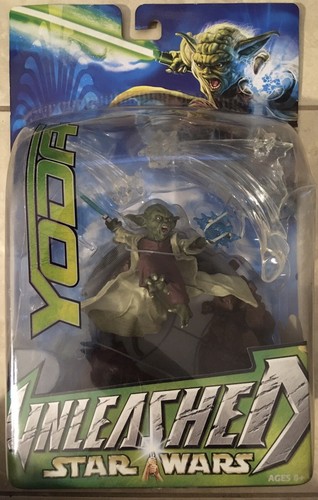 YODA
UNLEASHED
STAR WARS
AGES 5+